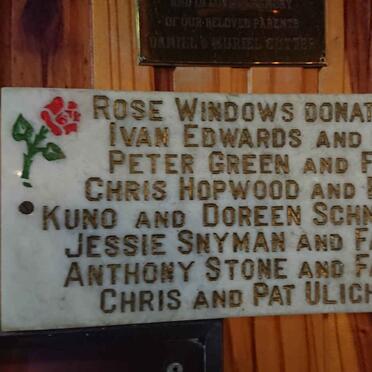 OF OUR BELOVED PARENTS
DANIEL & MURIEL CUTTER
ROSE WINDOWS DONAT
IVAN EDWARDS AND
PETER GREEN AND F
CHRIS HOPWOOD AND
KUNO AND DOREEN SCHN
JESSIE SNYMAN AND FA
ANTHONY STONE AND FA
CHRIS AND PAT ULICH